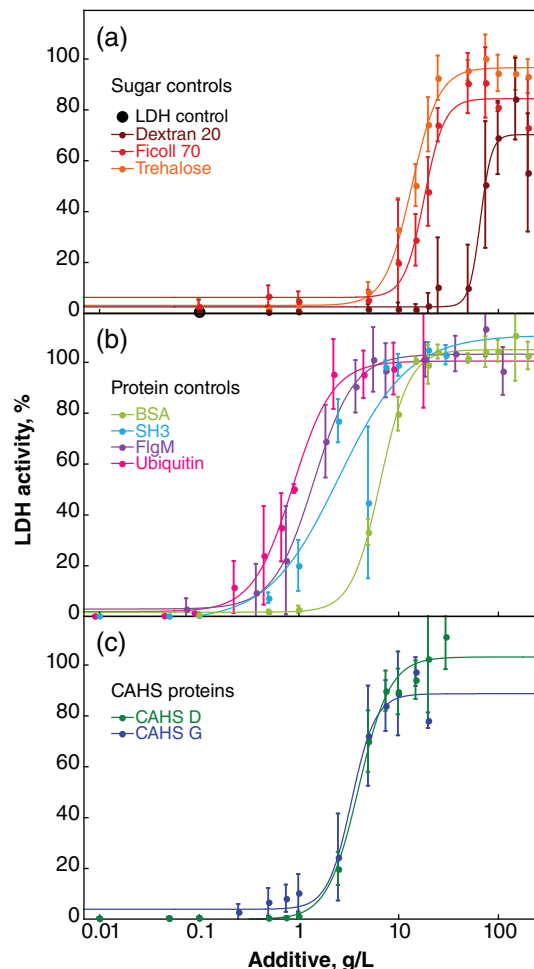 (a)
Sugar controls
LDH control
Dextran 20
Ficoll 70
Trehalose
100
80
60
40
20
0
(b)
Protein controls
BSA
SH3
FlgM
Ubiquitin
100
80
60
40
20
0
LDH activity, %
(c)
CAHS proteins
CAHS D
CAHS G
100
80
60
40
20
0
0.01 0.1 1 10 100
Additive, g/L